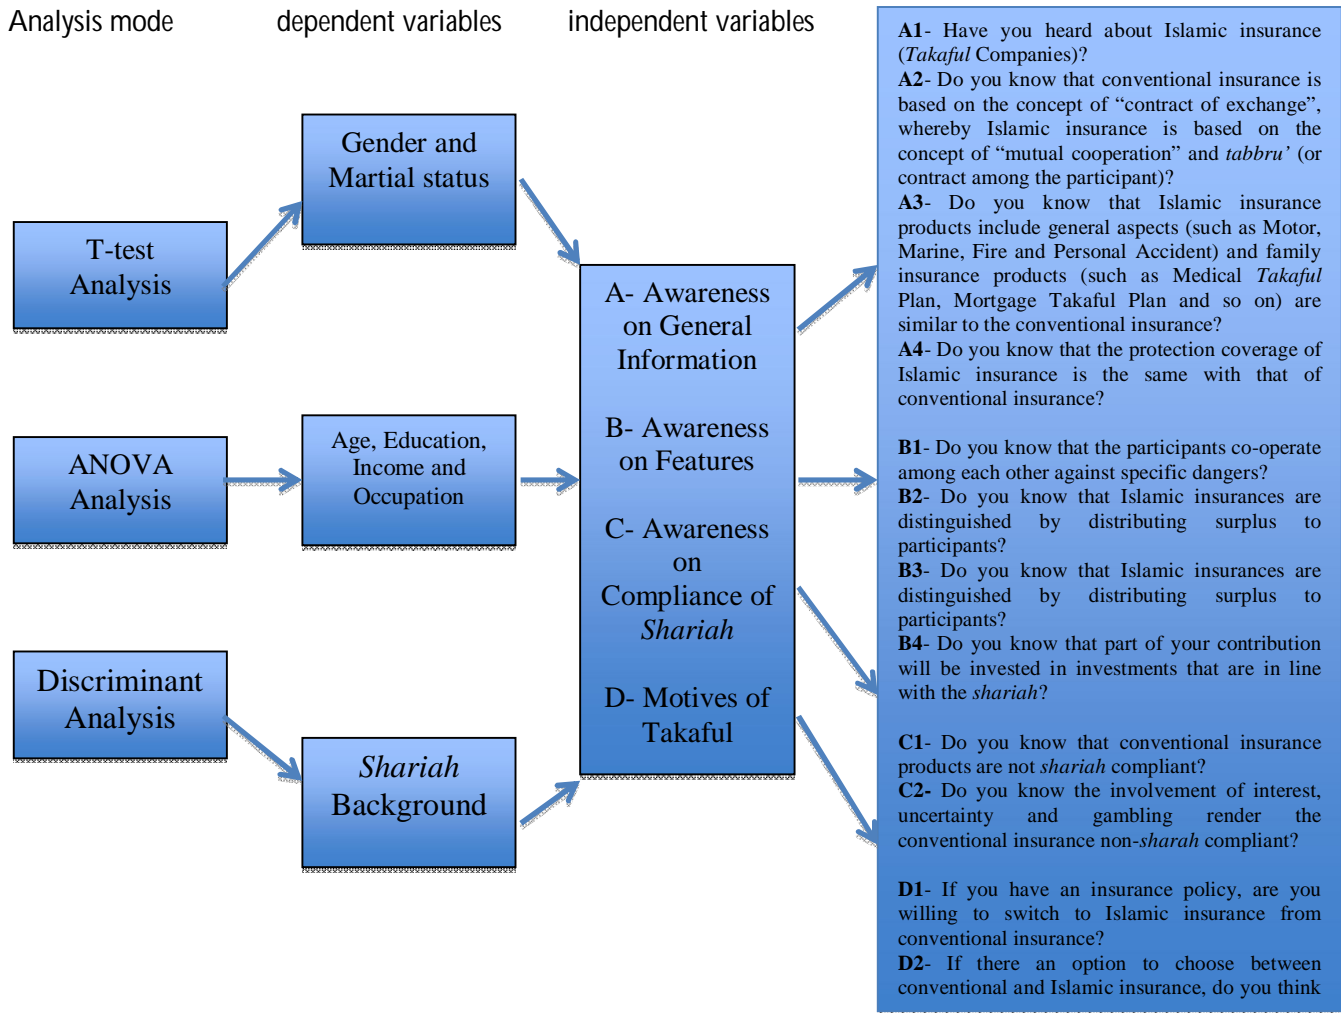 Analysis mode
dependent variables
independent variables
T-test
Analysis
ANOVA
Analysis
Discriminant
Analysis
Gender and
Martial status
Age, Education,
Income and
Occupation
Shariah
Background
A- Awareness
on General
Information
B- Awareness
on Features
C- Awareness
on
Compliance of
Shariah
D- Motives of
Takaful
A1- Have you heard about Islamic insurance
(Takaful Companies)?
A2- Do you know that conventional insurance is
based on the concept of “contract of exchange”,
whereby Islamic insurance is based on the
concept of “mutual cooperation” and tabbru’ (or
contract among the participant)?
A3- Do you know that Islamic insurance
products include general aspects (such as Motor,
Marine, Fire and Personal Accident) and family
insurance products (such as Medical Takaful
Plan, Mortgage Takaful Plan and so on) are
similar to the conventional insurance?
A4- Do you know that the protection coverage of
Islamic insurance is the same with that of
conventional insurance?
B1- Do you know that the participants co-operate
among each other against specific dangers?
B2- Do you know that Islamic insurances are
distinguished by distributing surplus to
participants?
B3- Do you know that Islamic insurances are
distinguished by distributing surplus to
participants?
B4- Do you know that part of your contribution
will be invested in investments that are in line
with the shariah?
C1- Do you know that conventional insurance
products are not shariah compliant?
C2- Do you know the involvement of interest,
uncertainty and gambling render the
conventional insurance non-sharah compliant?
D1- If you have an insurance policy, are you
willing to switch to Islamic insurance from
conventional insurance?
D2- If there an option to choose between
conventional and Islamic insurance, do you think